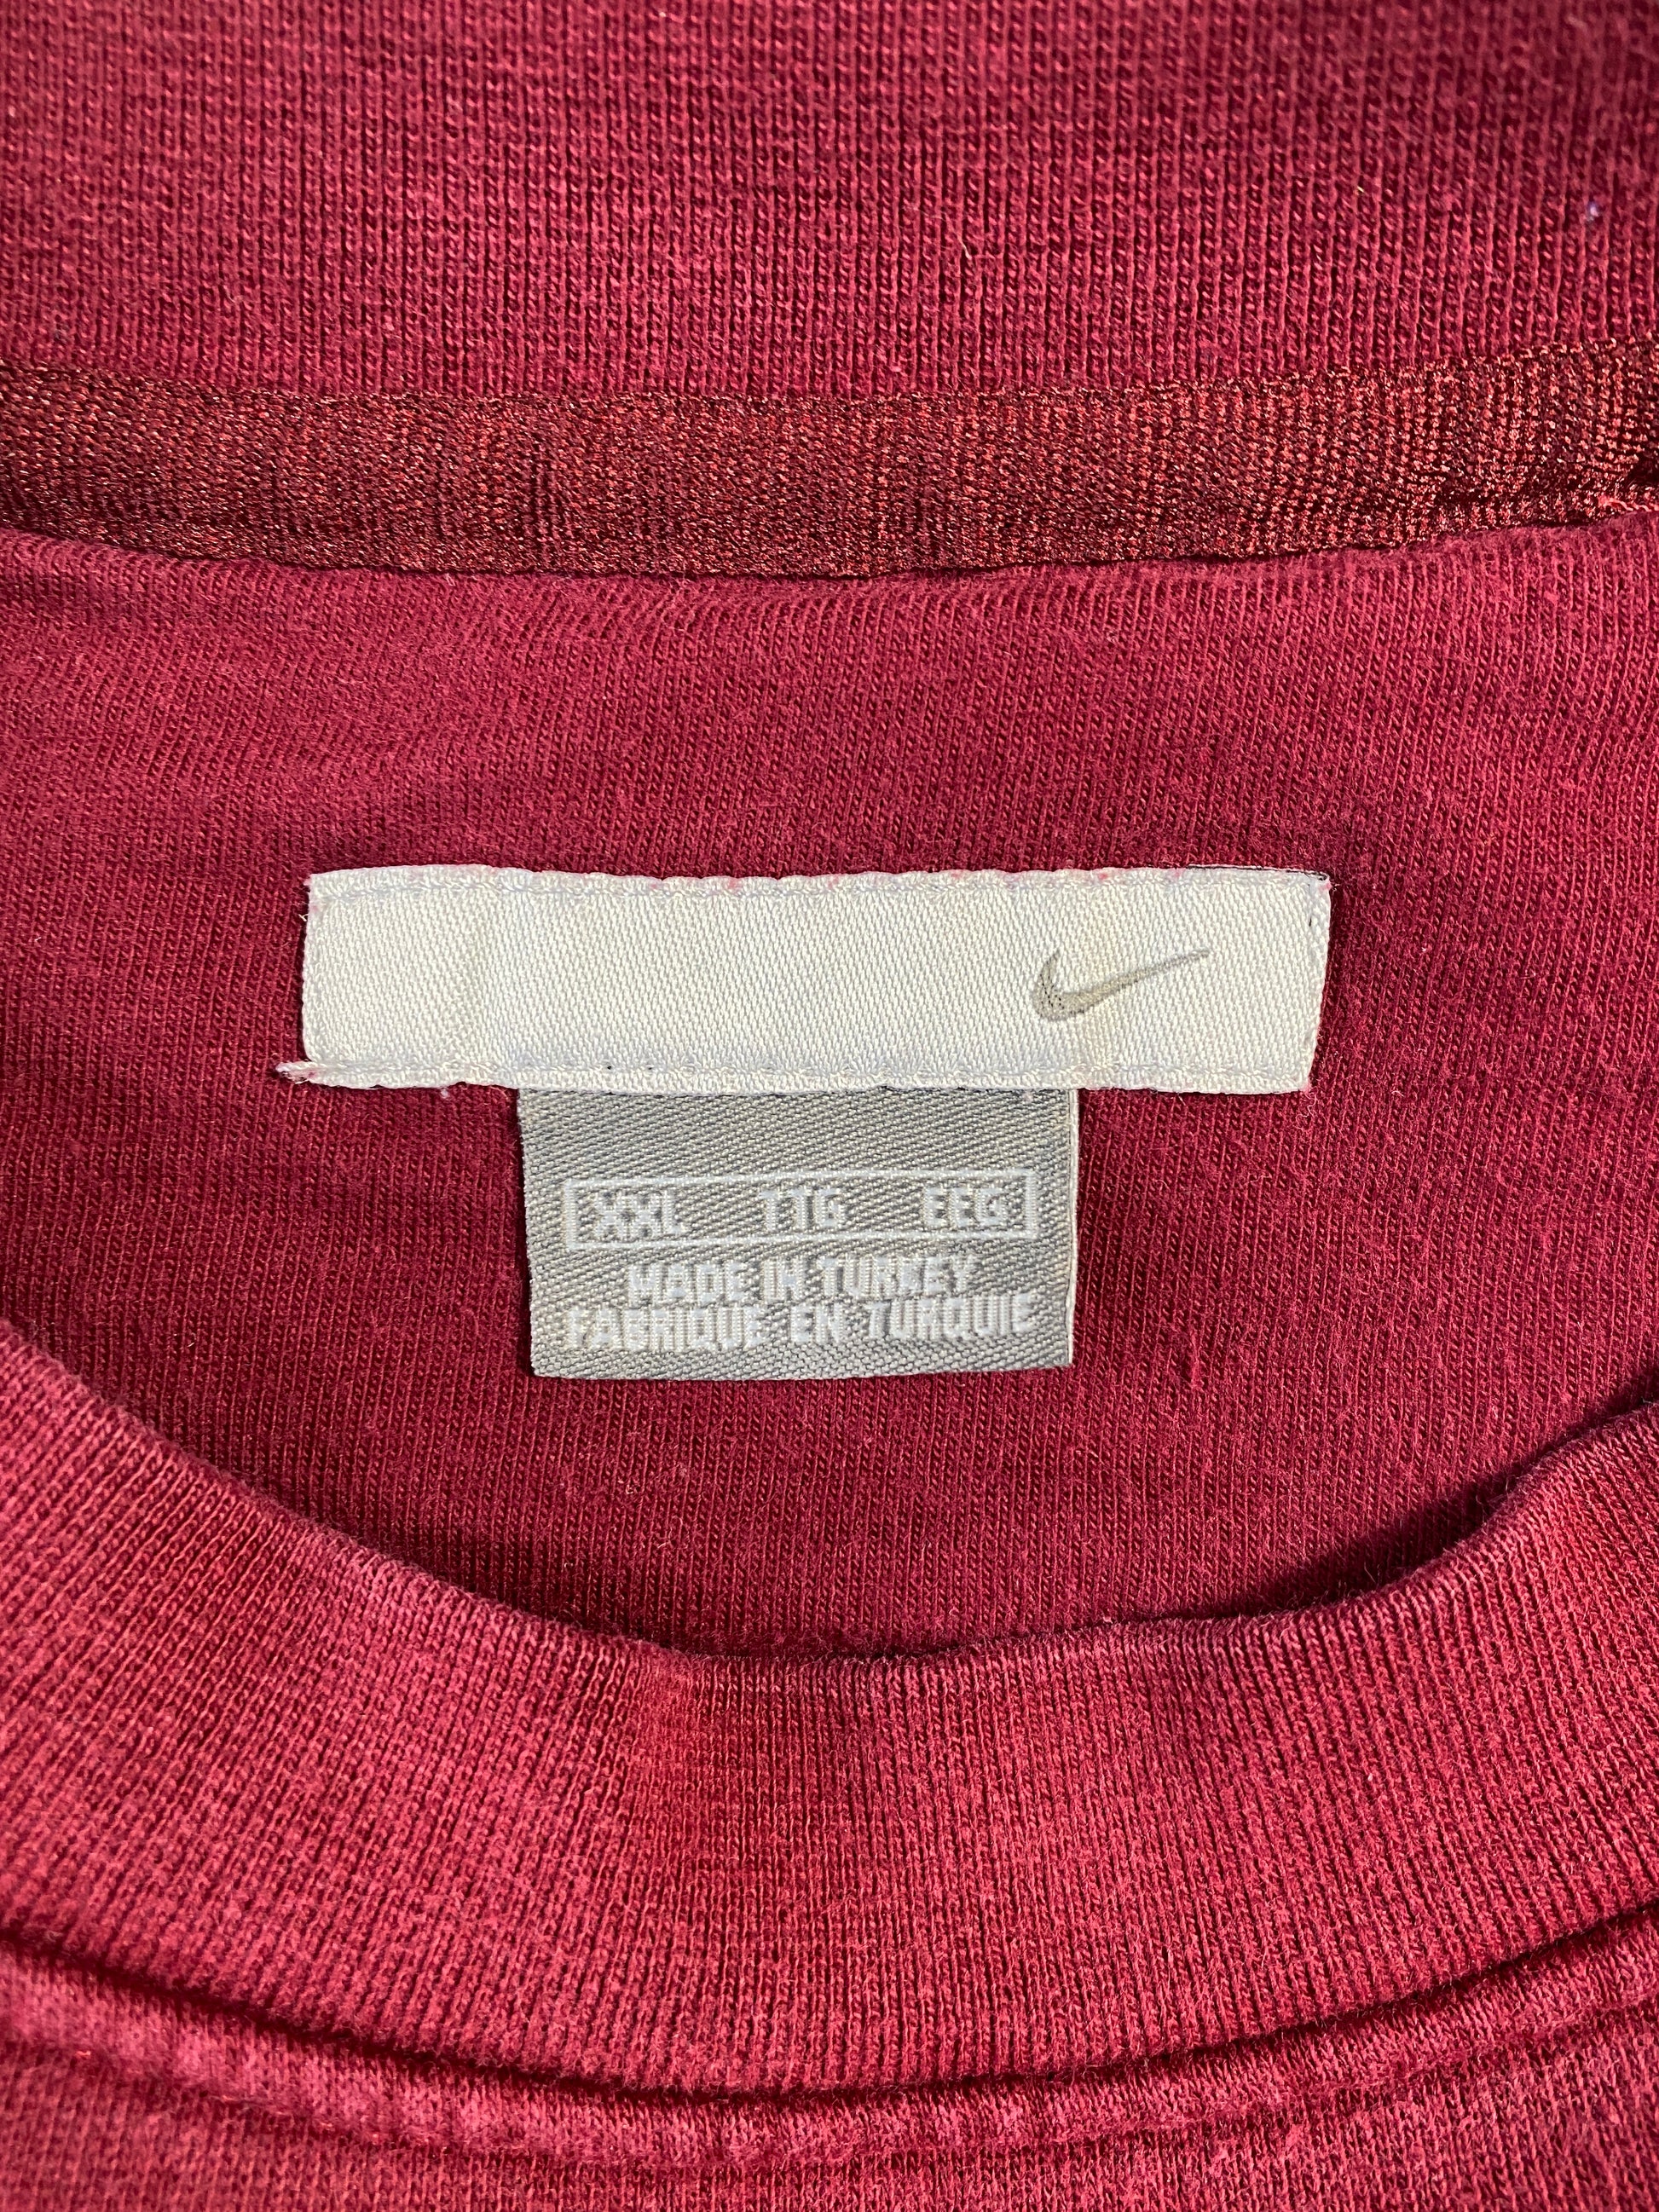 XXL TTG EEG
MADE IN TURKEY
FABRIQUE EN TURQUIE